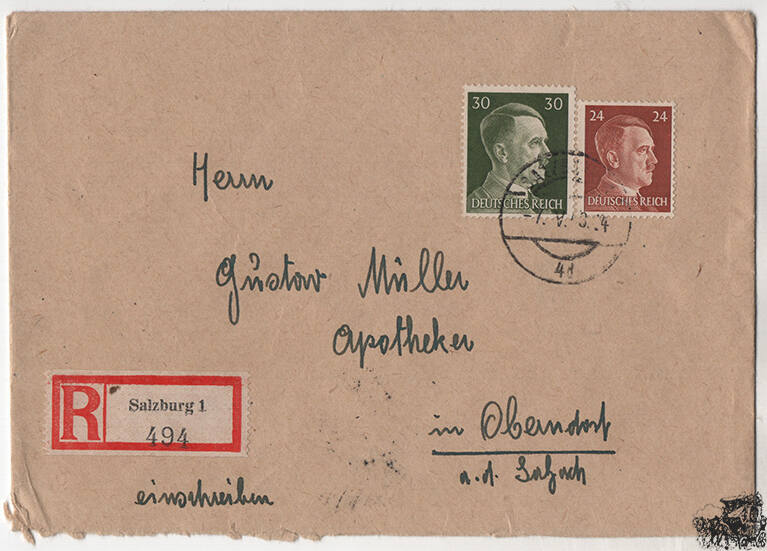 30 30
DEUTSCHES REICH
24 24
DEUTSCHES REICH
4d
Herrn
Gustav Müller
Apotheker
in Oberndorf
a.d. Salzach
R
Salzburg 1
494
einschreiben